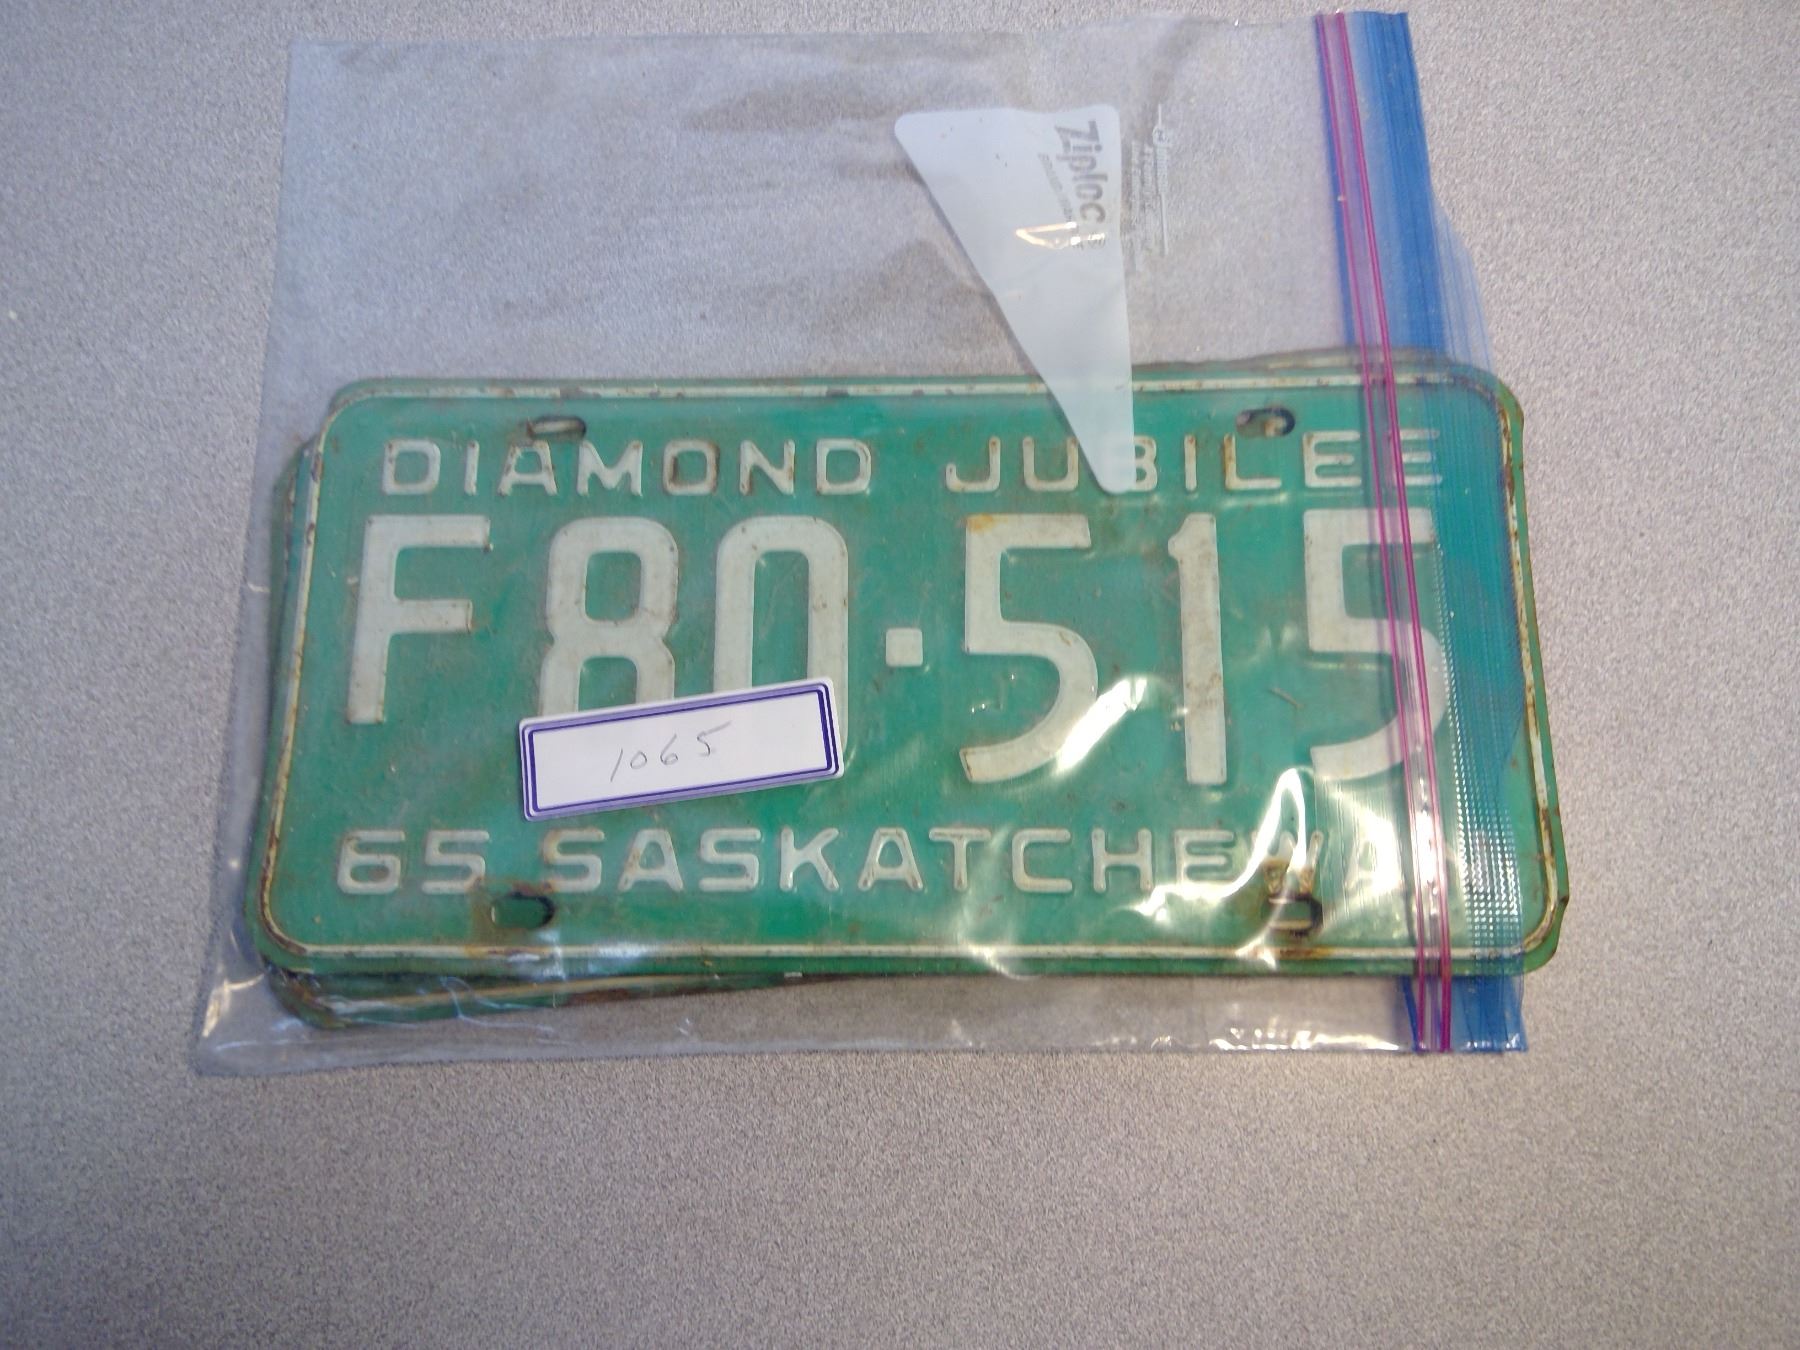 Ziploc
DIAMOND JUBILEE
F80·515
1065
65 SASKATCHEWA